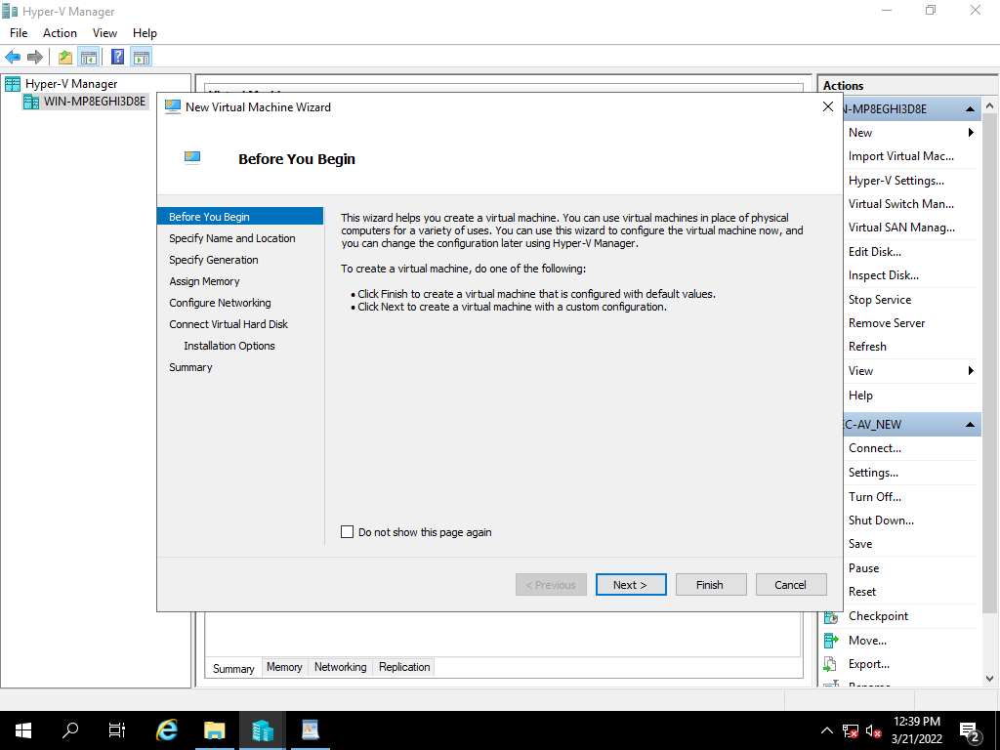 Hyper-V Manager
File Action View Help
Hyper-V Manager
WIN-MP8EGHI3D8E
New Virtual Machine Wizard
Before You Begin
Before You Begin
Specify Name and Location
Specify Generation
Assign Memory
Configure Networking
Connect Virtual Hard Disk
Installation Options
Summary
This wizard helps you create a virtual machine. You can use virtual machines in place of physical
computers for a variety of uses. You can use this wizard to configure the virtual machine now, and
you can change the configuration later using Hyper-V Manager.
To create a virtual machine, do one of the following:
• Click Finish to create a virtual machine that is configured with default values.
• Click Next to create a virtual machine with a custom configuration.
Do not show this page again
< Previous Next > Finish Cancel
Summary Memory Networking Replication
Actions
N-MP8EGHI3D8E
New
Import Virtual Mac...
Hyper-V Settings...
Virtual Switch Man...
Virtual SAN Manag...
Edit Disk...
Inspect Disk...
Stop Service
Remove Server
Refresh
View
Help
C-AV_NEW
Connect...
Settings...
Turn Off...
Shut Down...
Save
Pause
Reset
Checkpoint
Move...
Export...
12:39 PM
3/21/2022
2